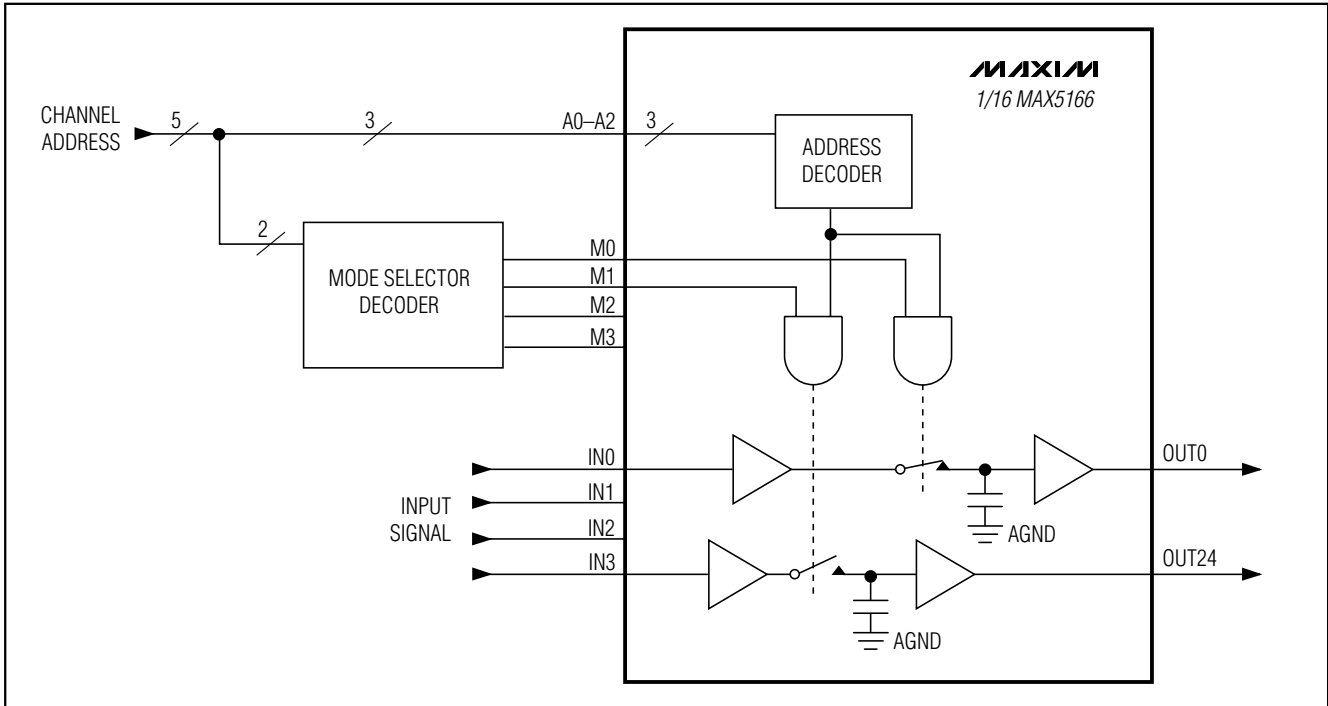 MAXIM
1/16 MAX5166
CHANNEL
ADDRESS
5
3
A0–A2
3
ADDRESS
DECODER
2
MODE SELECTOR
DECODER
M0
M1
M2
M3
INPUT
SIGNAL
IN0
IN1
IN2
IN3
AGND
AGND
OUT0
OUT24